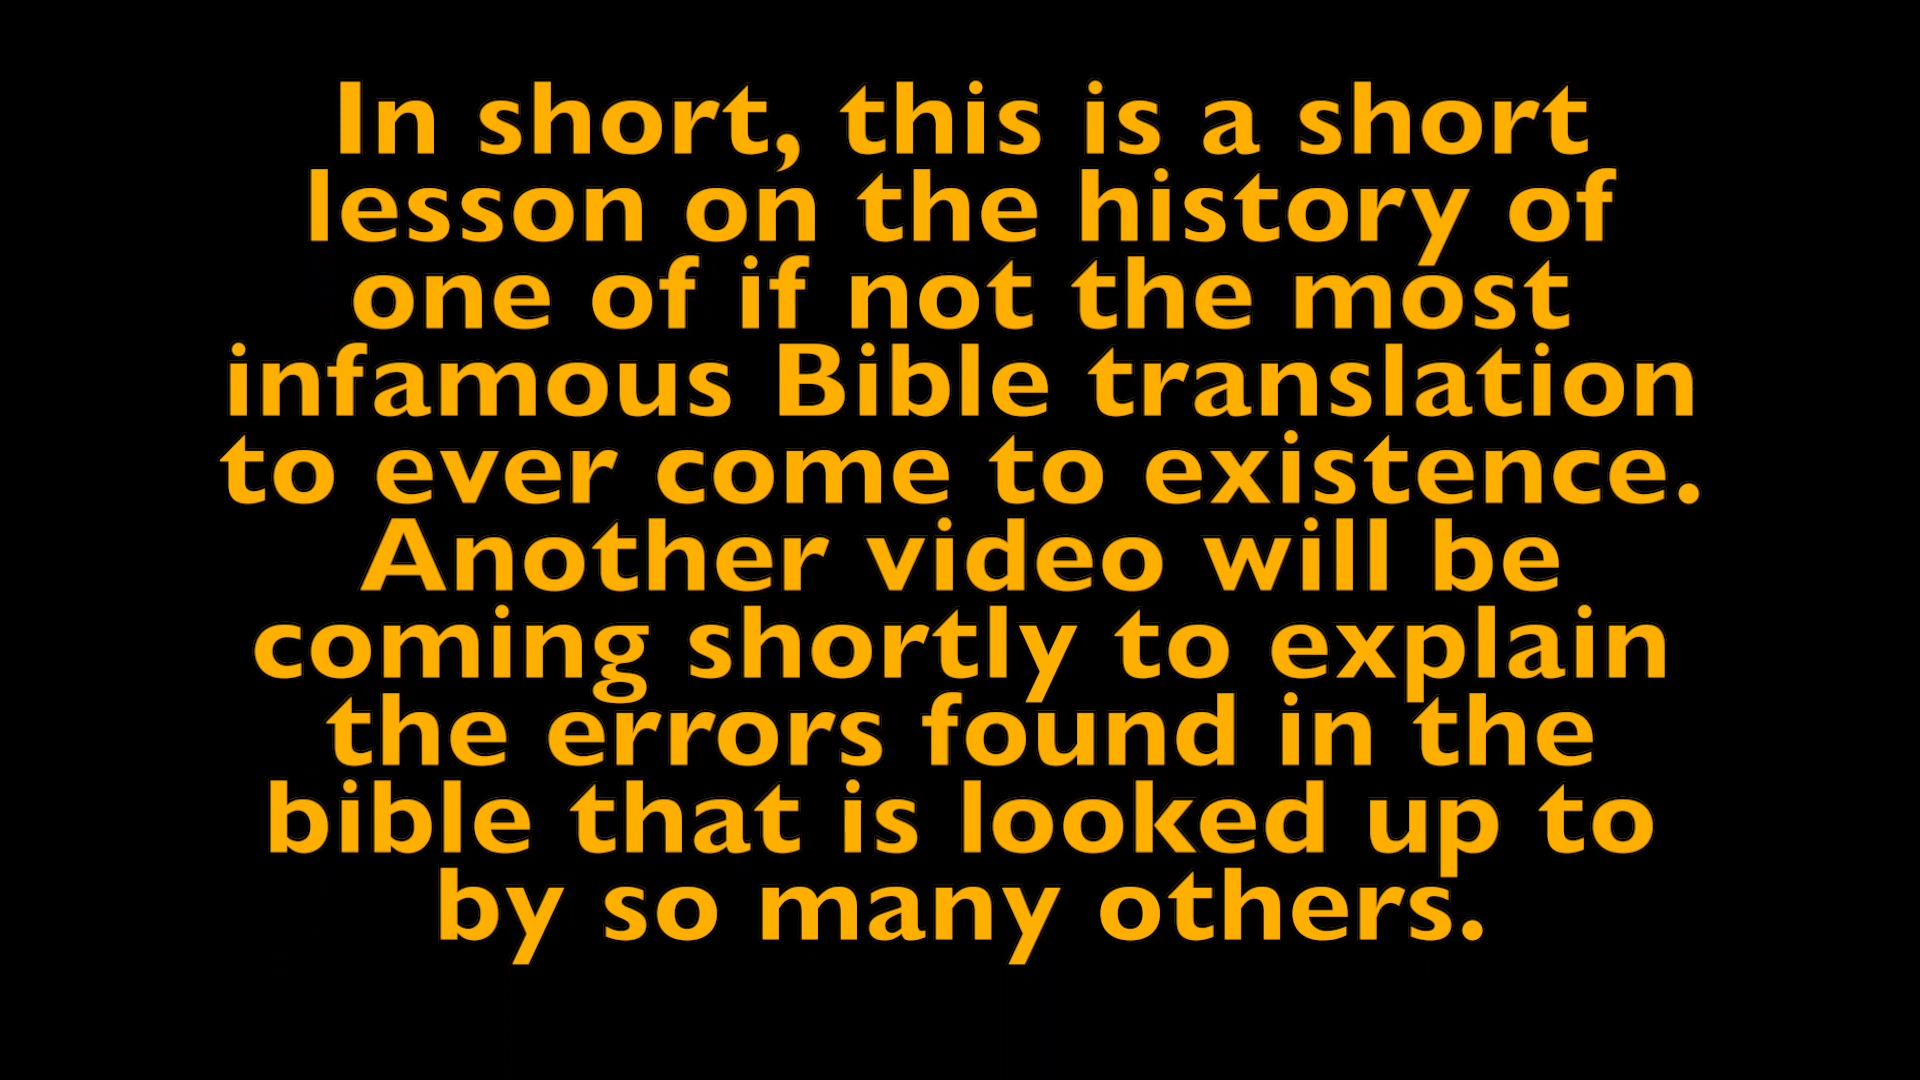 In short, this is a short
lesson on the history of
one of if not the most
infamous Bible translation
to ever come to existence.
Another video will be
coming shortly to explain
the errors found in the
bible that is looked up to
by so many others.